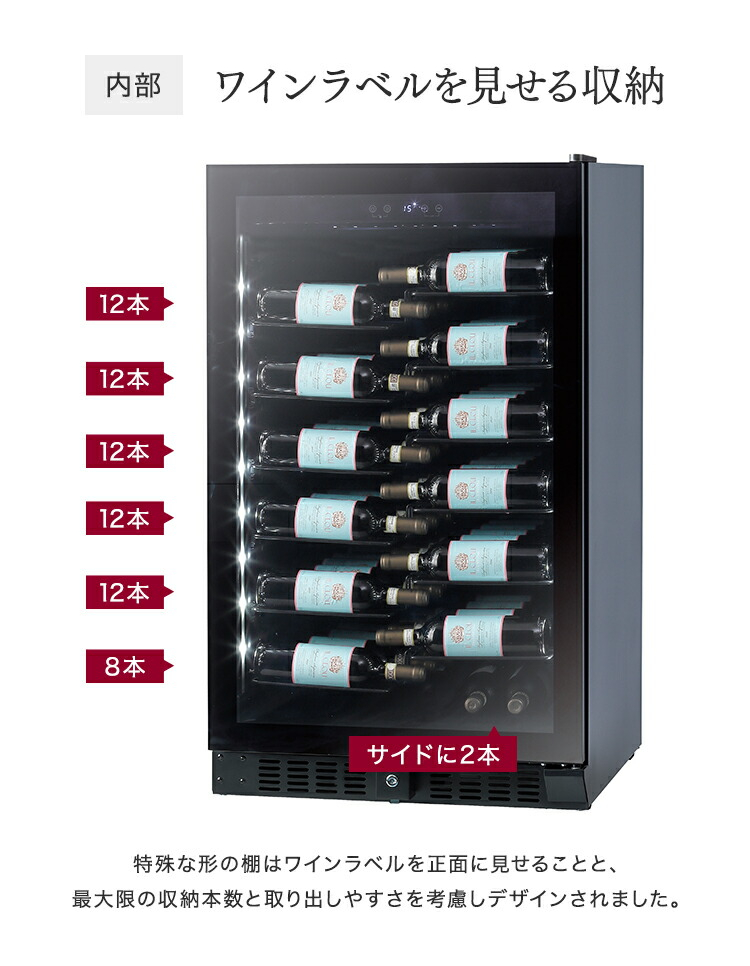 内部
ワインラベルを見せる収納
15
12本
12本
12本
12本
12本
8本
サイドに2本
特殊な形の棚はワインラベルを正面に見せることと、
最大限の収納本数と取り出しやすさを考慮しデザインされました。